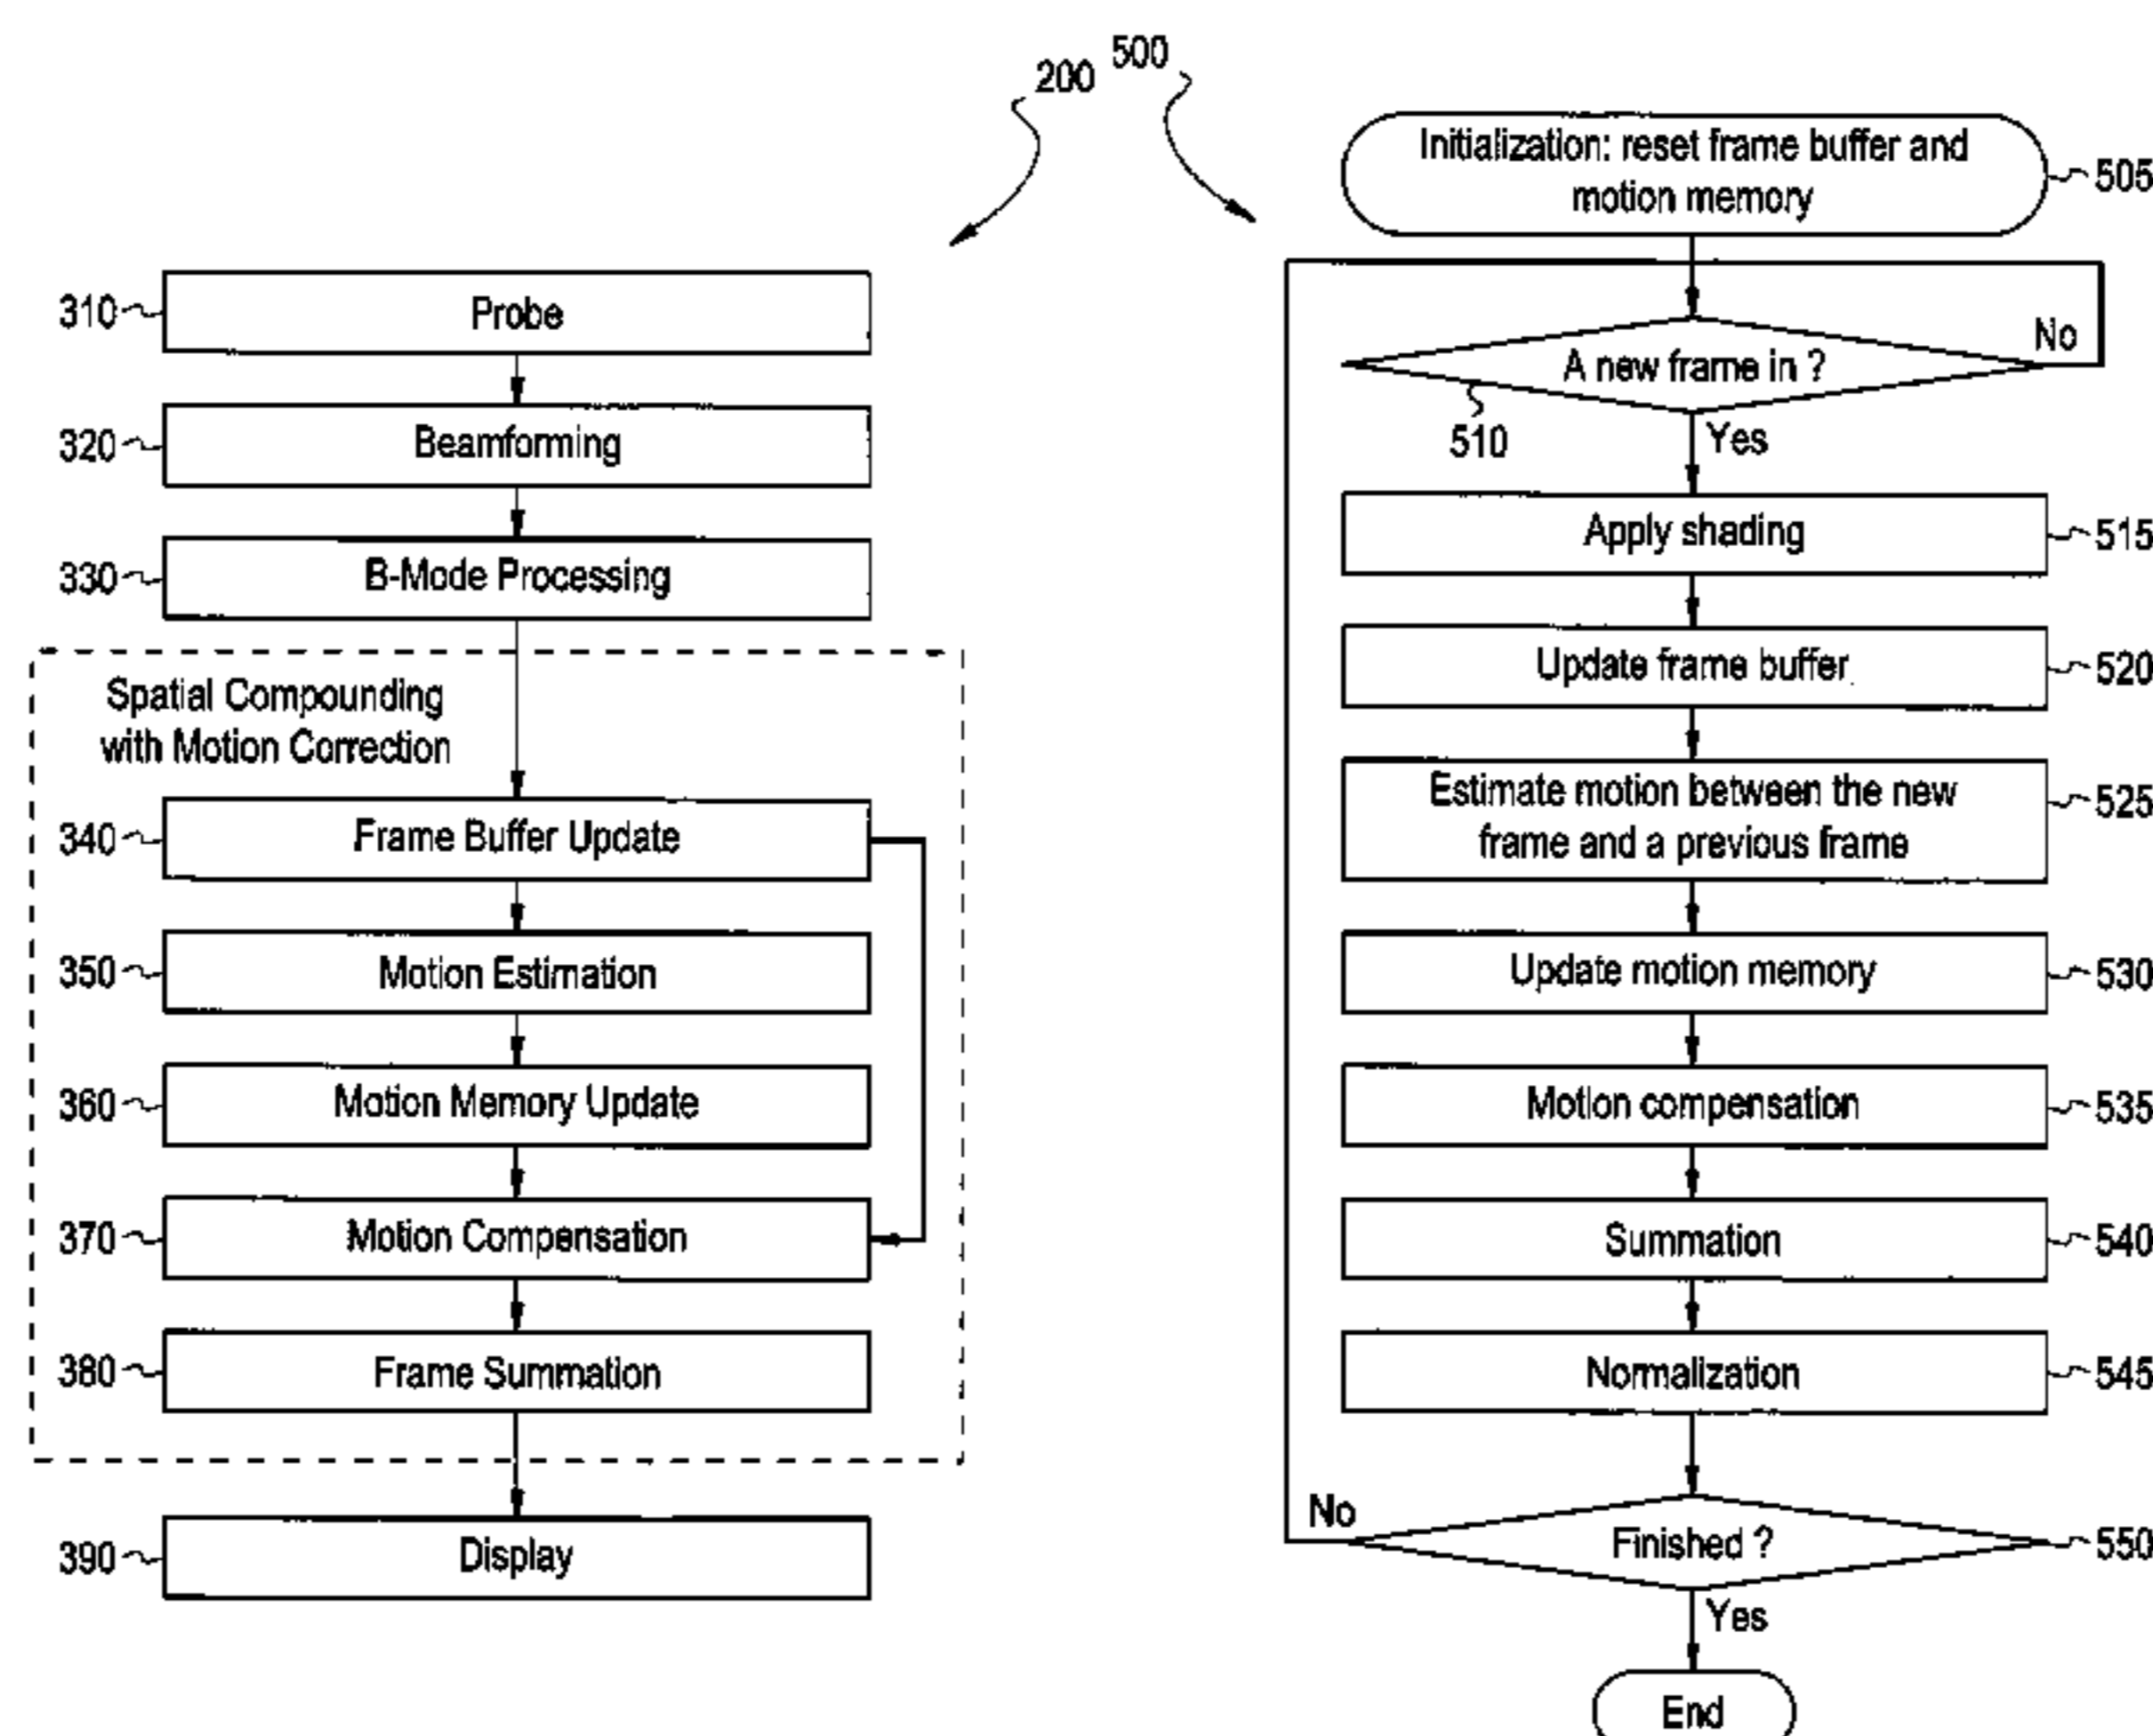 200
310
Probe
320
Beamforming
330
B-Mode Processing
Spatial Compounding
with Motion Correction
340
Frame Buffer Update
350
Motion Estimation
360
Motion Memory Update
370
Motion Compensation
380
Frame Summation
390
Display
500
Initialization: reset frame buffer and
motion memory
505
A new frame in ?
No
510
Yes
Apply shading
515
Update frame buffer
520
Estimate motion between the new
frame and a previous frame
525
Update motion memory
530
Motion compensation
535
Summation
540
Normalization
545
No
Finished ?
550
Yes
End